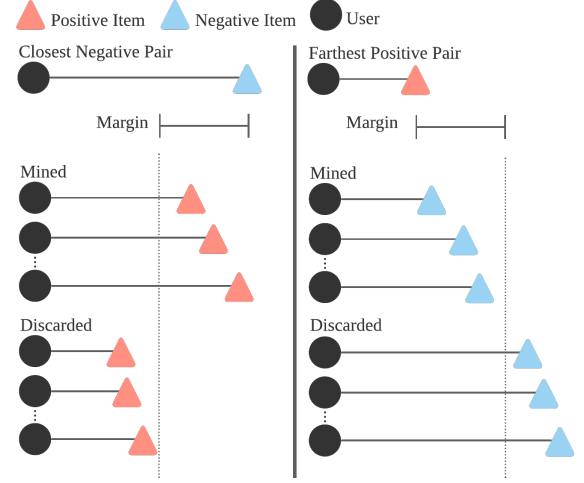 Positive Item Negative Item User
Closest Negative Pair
Margin
Mined
Discarded
Farthest Positive Pair
Margin
Mined
Discarded